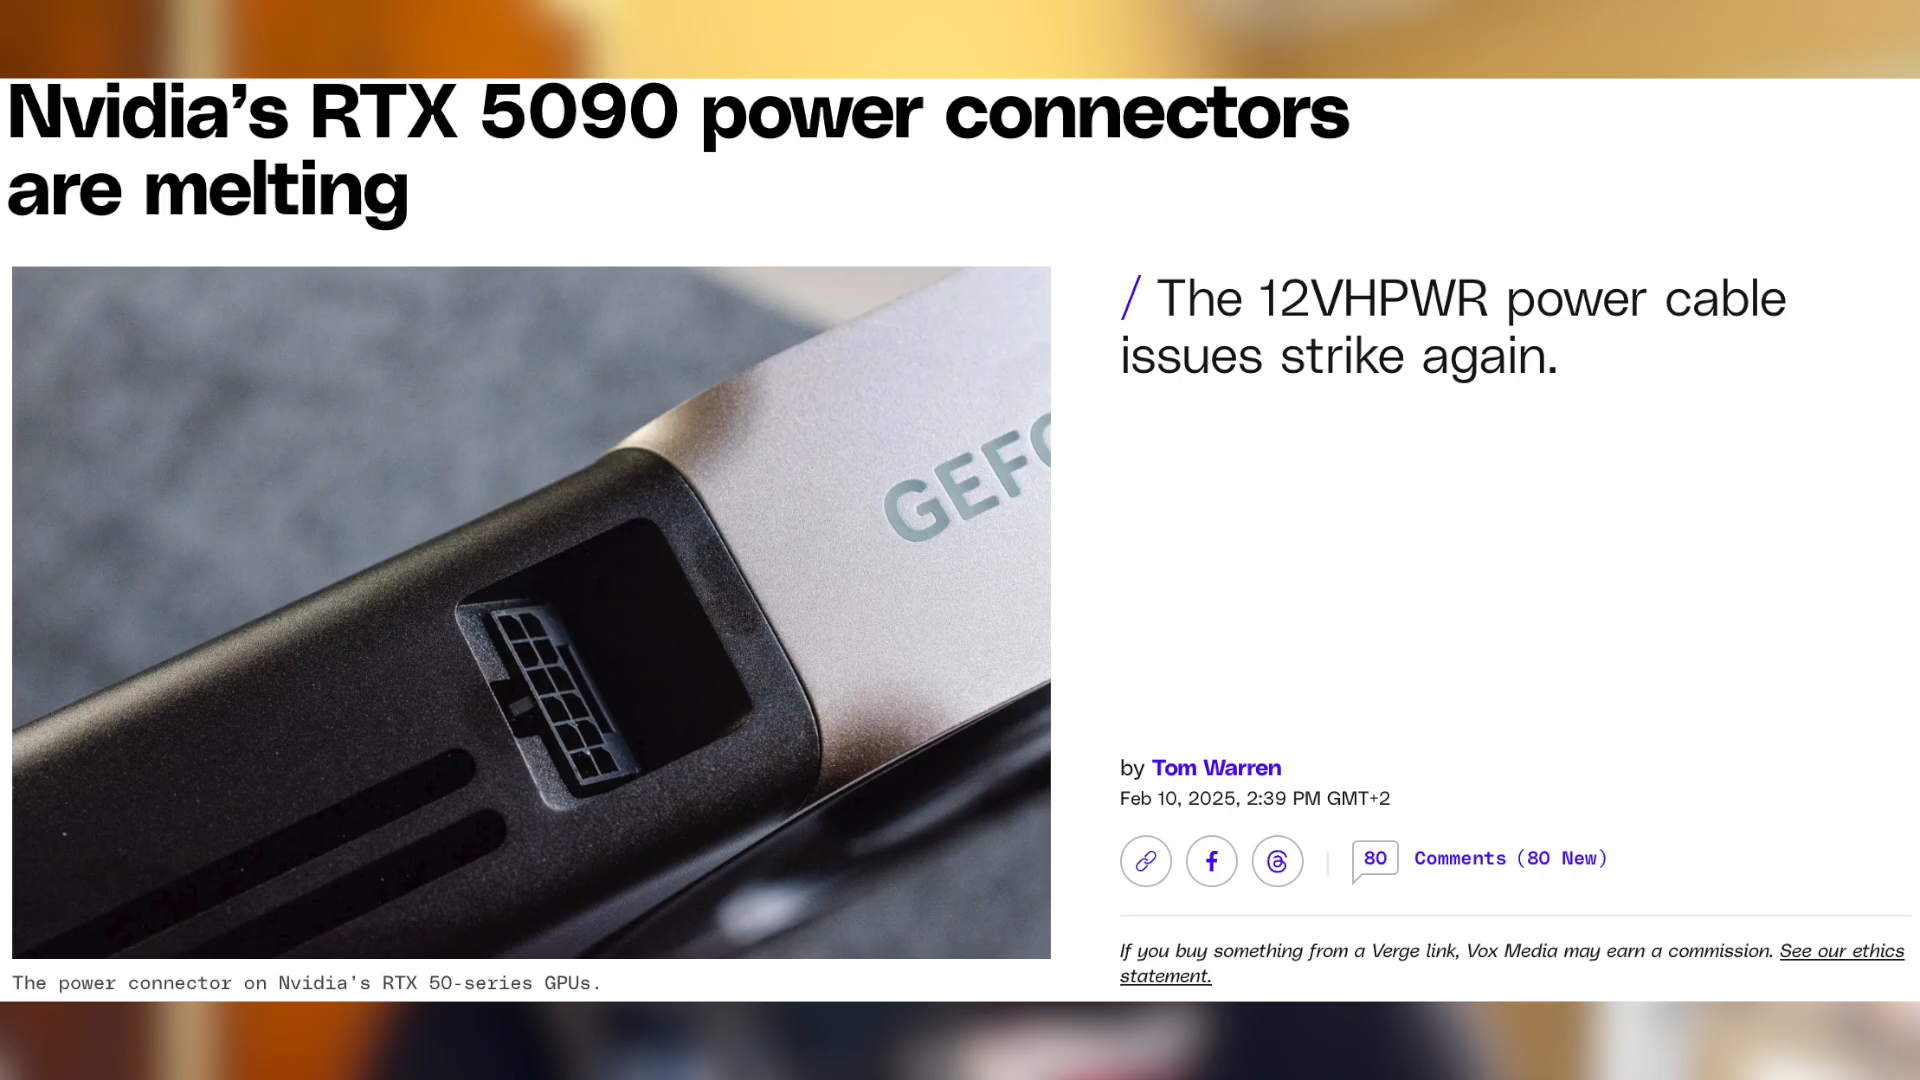 Nvidia’s RTX 5090 power connectors
are melting
/ The 12VHPWR power cable
issues strike again.
GEFO
by Tom Warren
Feb 10, 2025, 2:39 PM GMT+2
80 Comments (80 New)
If you buy something from a Verge link, Vox Media may earn a commission. See our ethics
statement.
The power connector on Nvidia’s RTX 50-series GPUs.